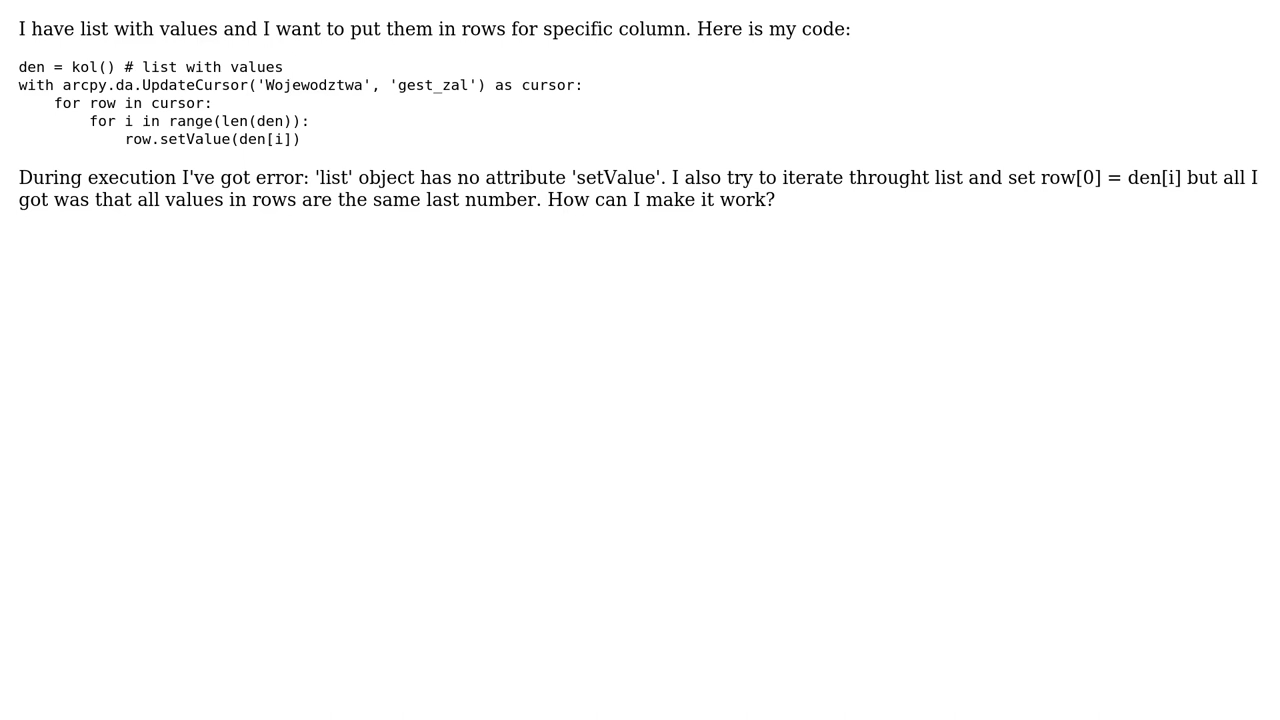 I have list with values and I want to put them in rows for specific column. Here is my code:
den = kol() # list with values
with arcpy.da.UpdateCursor('Wojewodztwa', 'gest_zal') as cursor:
    for row in cursor:
        for i in range(len(den)):
            row.setValue(den[i])
During execution I've got error: 'list' object has no attribute 'setValue'. I also try to iterate throught list and set row[0] = den[i] but all I
got was that all values in rows are the same last number. How can I make it work?